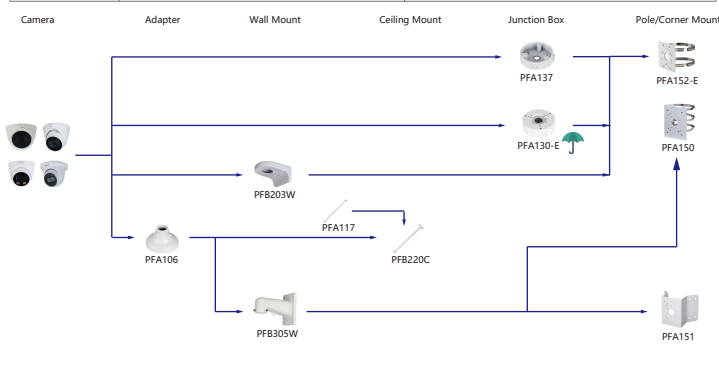 Camera Adapter Wall Mount Ceiling Mount Junction Box Pole/Corner Mount
PFA137
PFA152-E
PFA130-E
PFA150
PFB203W
PFA117
PFA106
PFB220C
PFB305W
PFA151